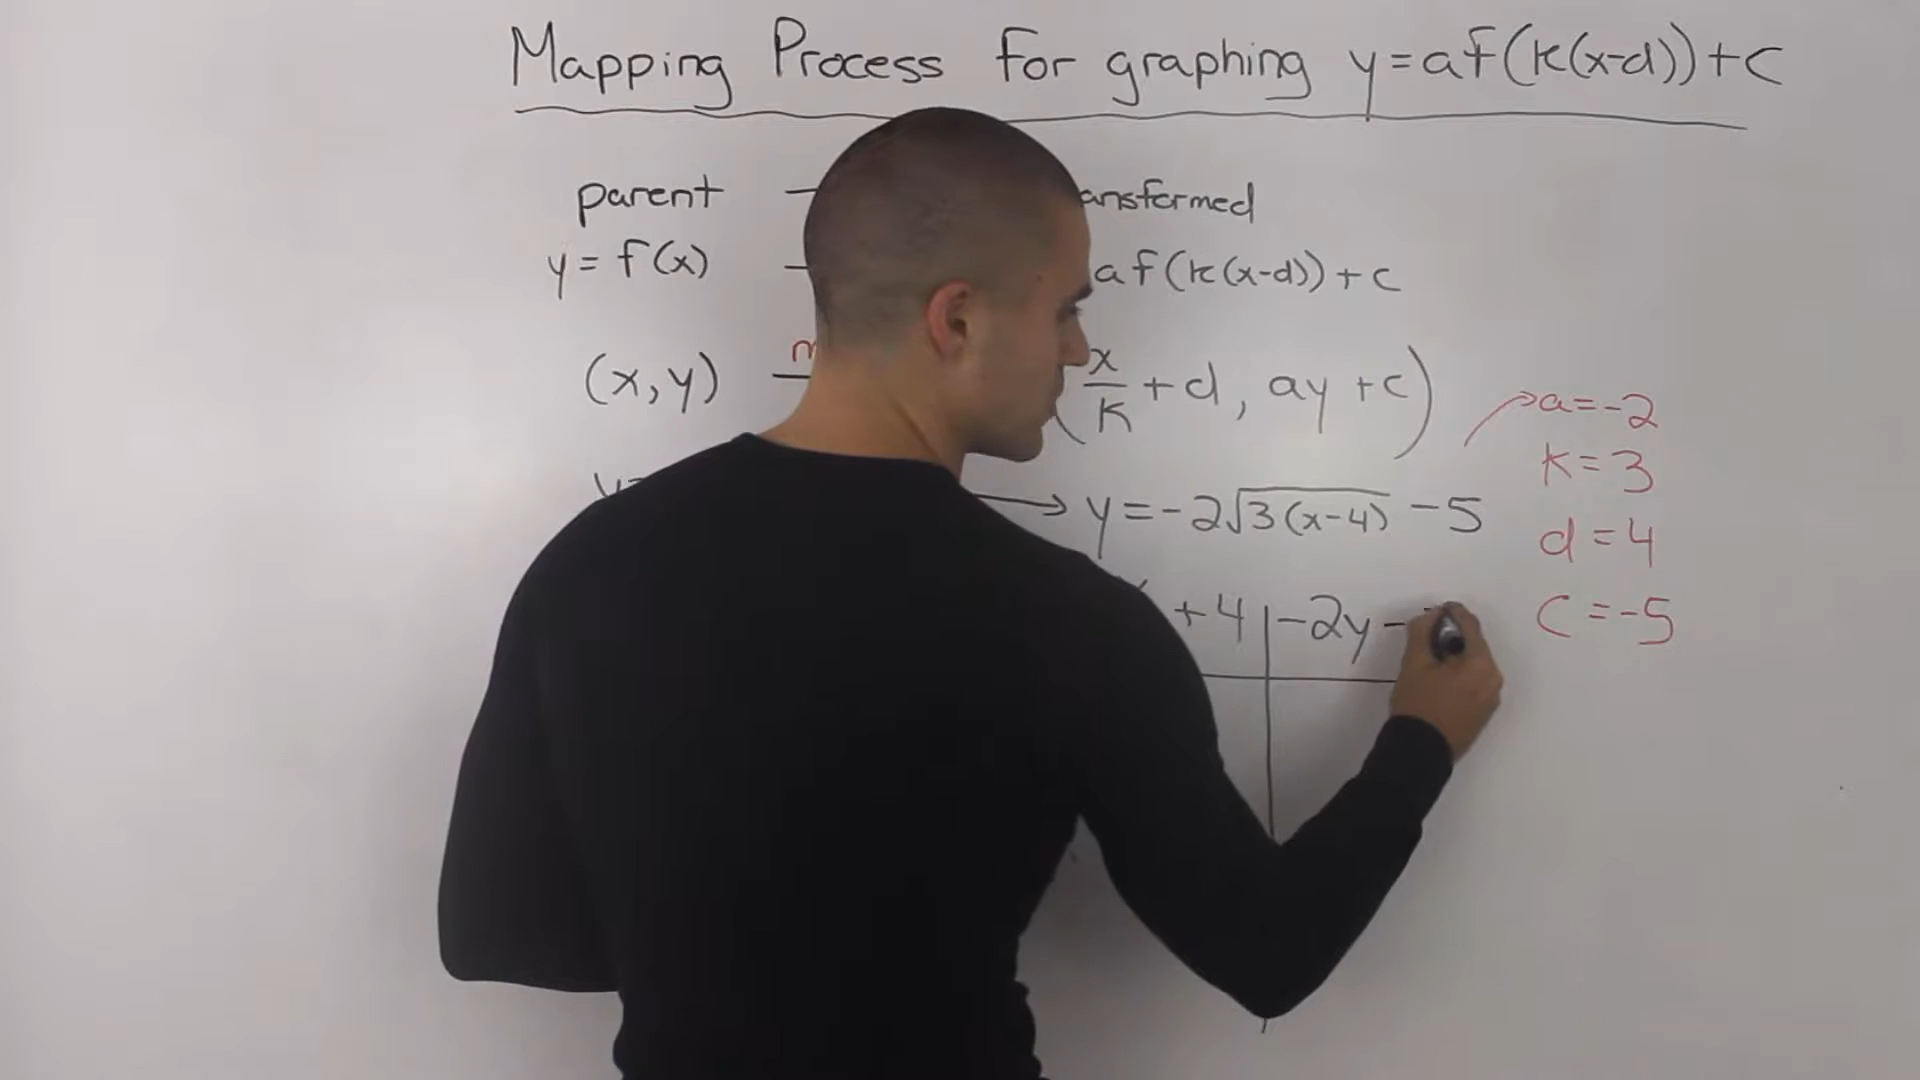 Mapping Process for graphing y=af(k(x-d))+c
parent ansformed
y = f(x) af(k(x-d))+c
(x,y) x/k +d, ay +c)
a=-2
k=3
y=-2√3(x-4) -5
d=4
+4 | -2y -
c=-5